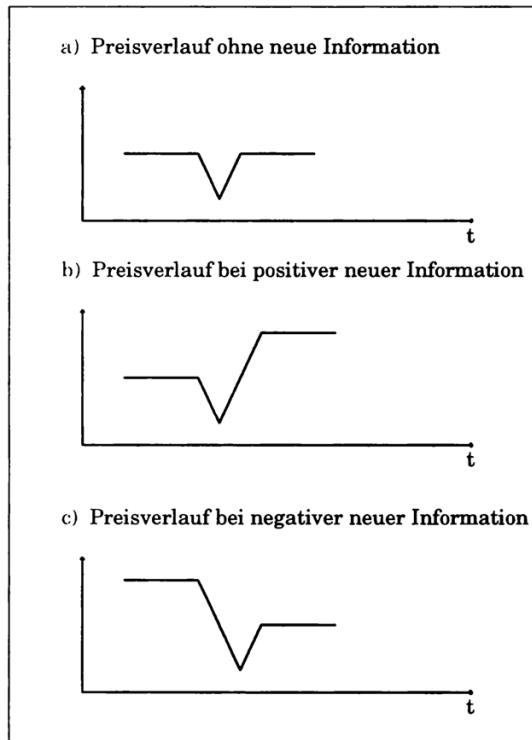 a) Preisverlauf ohne neue Information
t
b) Preisverlauf bei positiver neuer Information
t
c) Preisverlauf bei negativer neuer Information
t